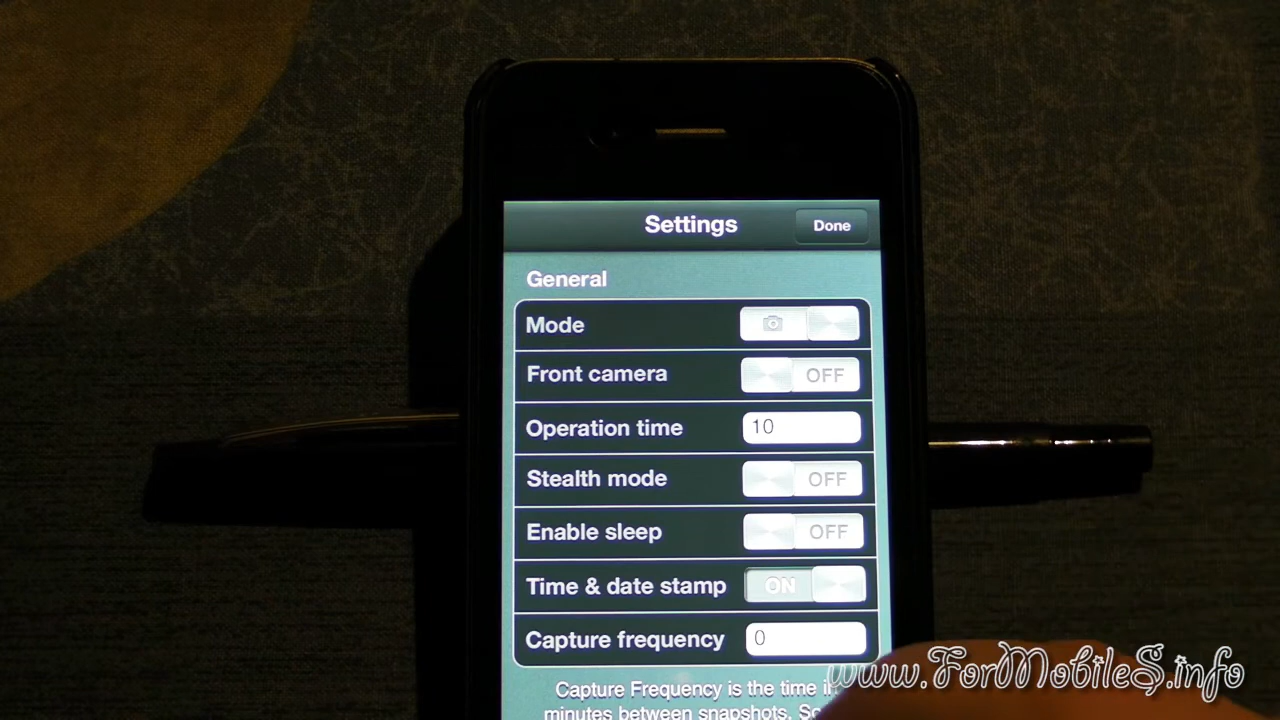 Settings Done
General
Mode
Front camera OFF
Operation time 10
Stealth mode OFF
Enable sleep OFF
Time & date stamp ON
Capture frequency 0
Capture Frequency is the time in
minutes between snapshots.
www.ForMobileS.info